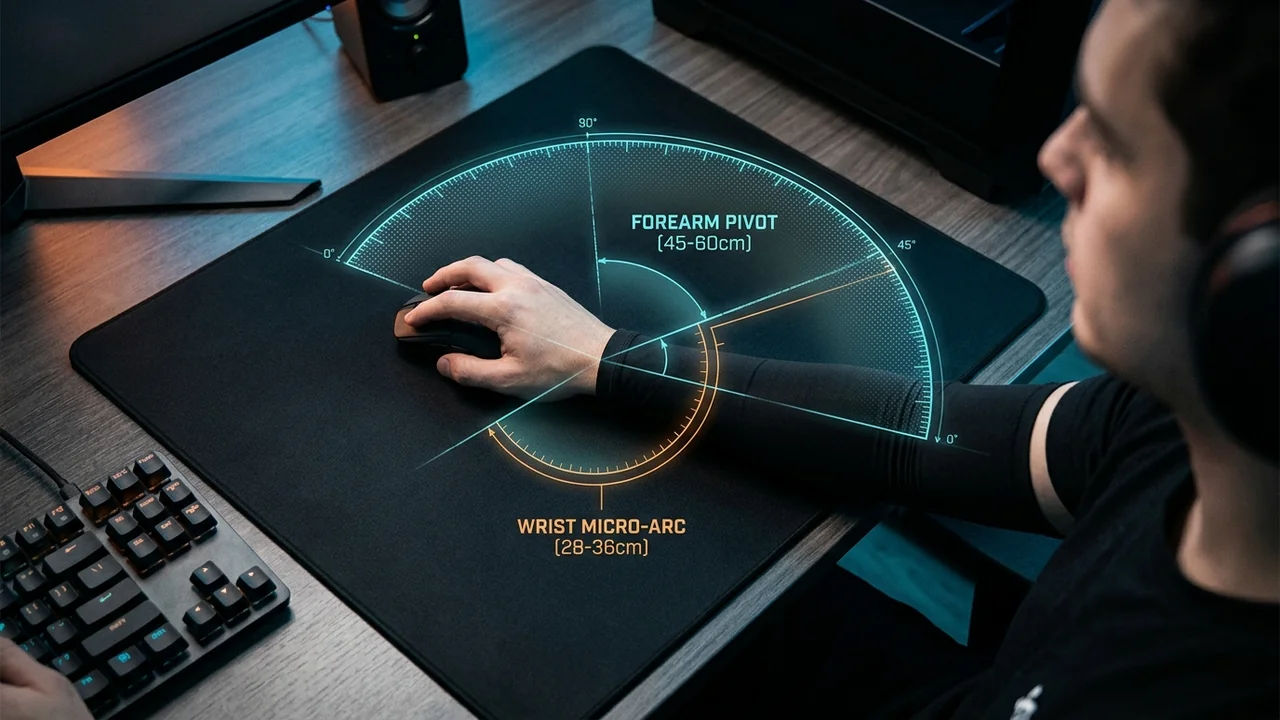 90°
FOREARM PIVOT
(45-60cm)
45°
0°
0°
WRIST MICRO-ARC
(28-36cm)